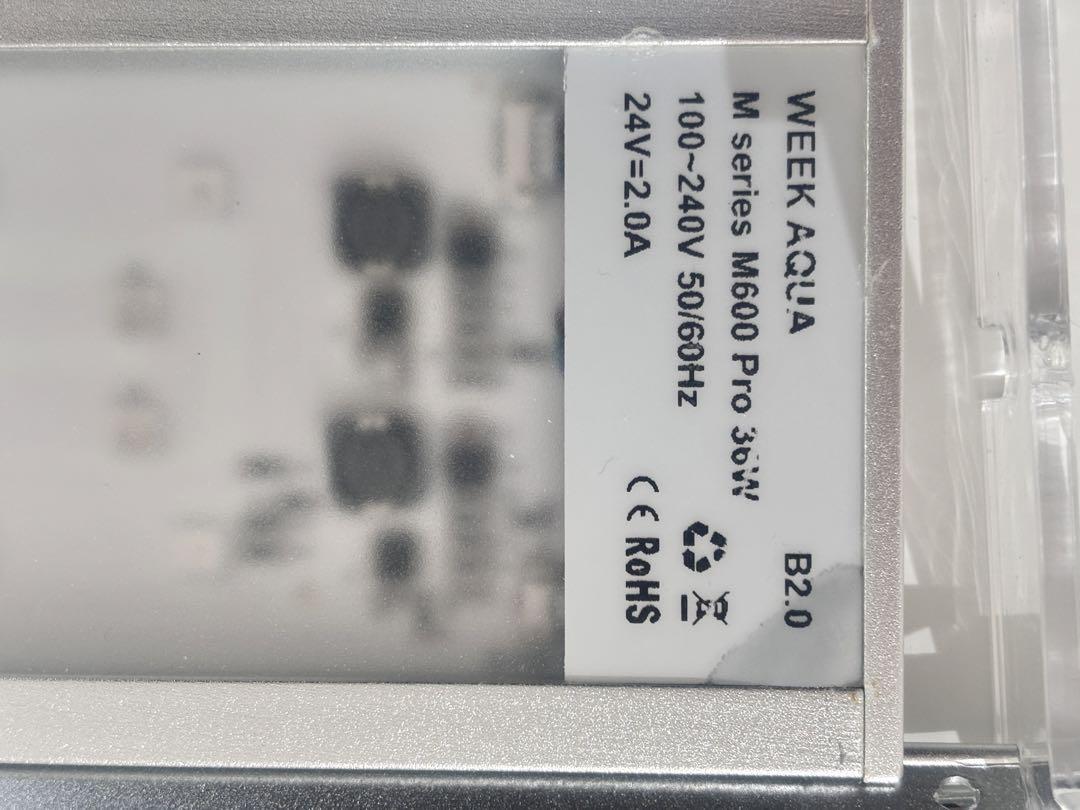 WEEK AQUA B2.0
M series M600 Pro 36W
100~240V 50/60Hz
24V=2.0A CE RoHS